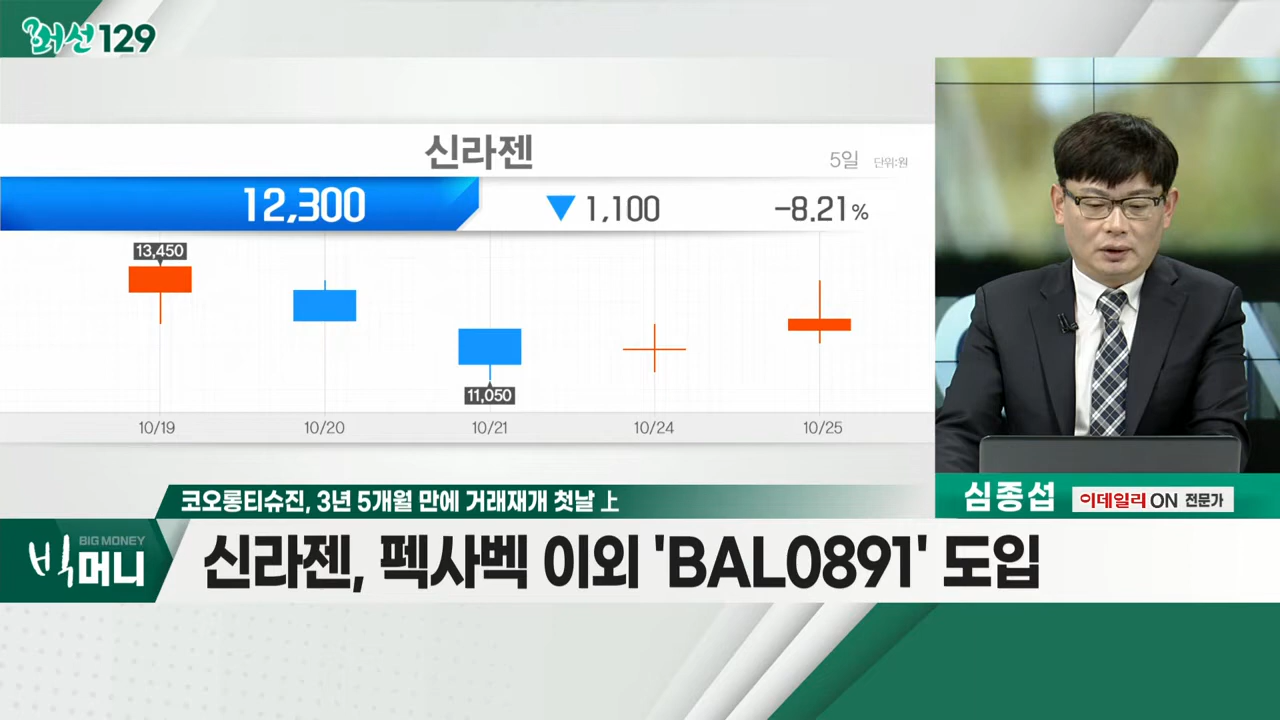 최선129
신라젠
5일 단위:원
12,300 ▼1,100 -8.21%
13,450
11,050
10/19 10/20 10/21 10/24 10/25
코오롱티슈진, 3년 5개월 만에 거래재개 첫날 上
심종섭 이데일리ON 전문가
BIG MONEY
빅머니
신라젠, 펙사벡 이외 'BAL0891' 도입